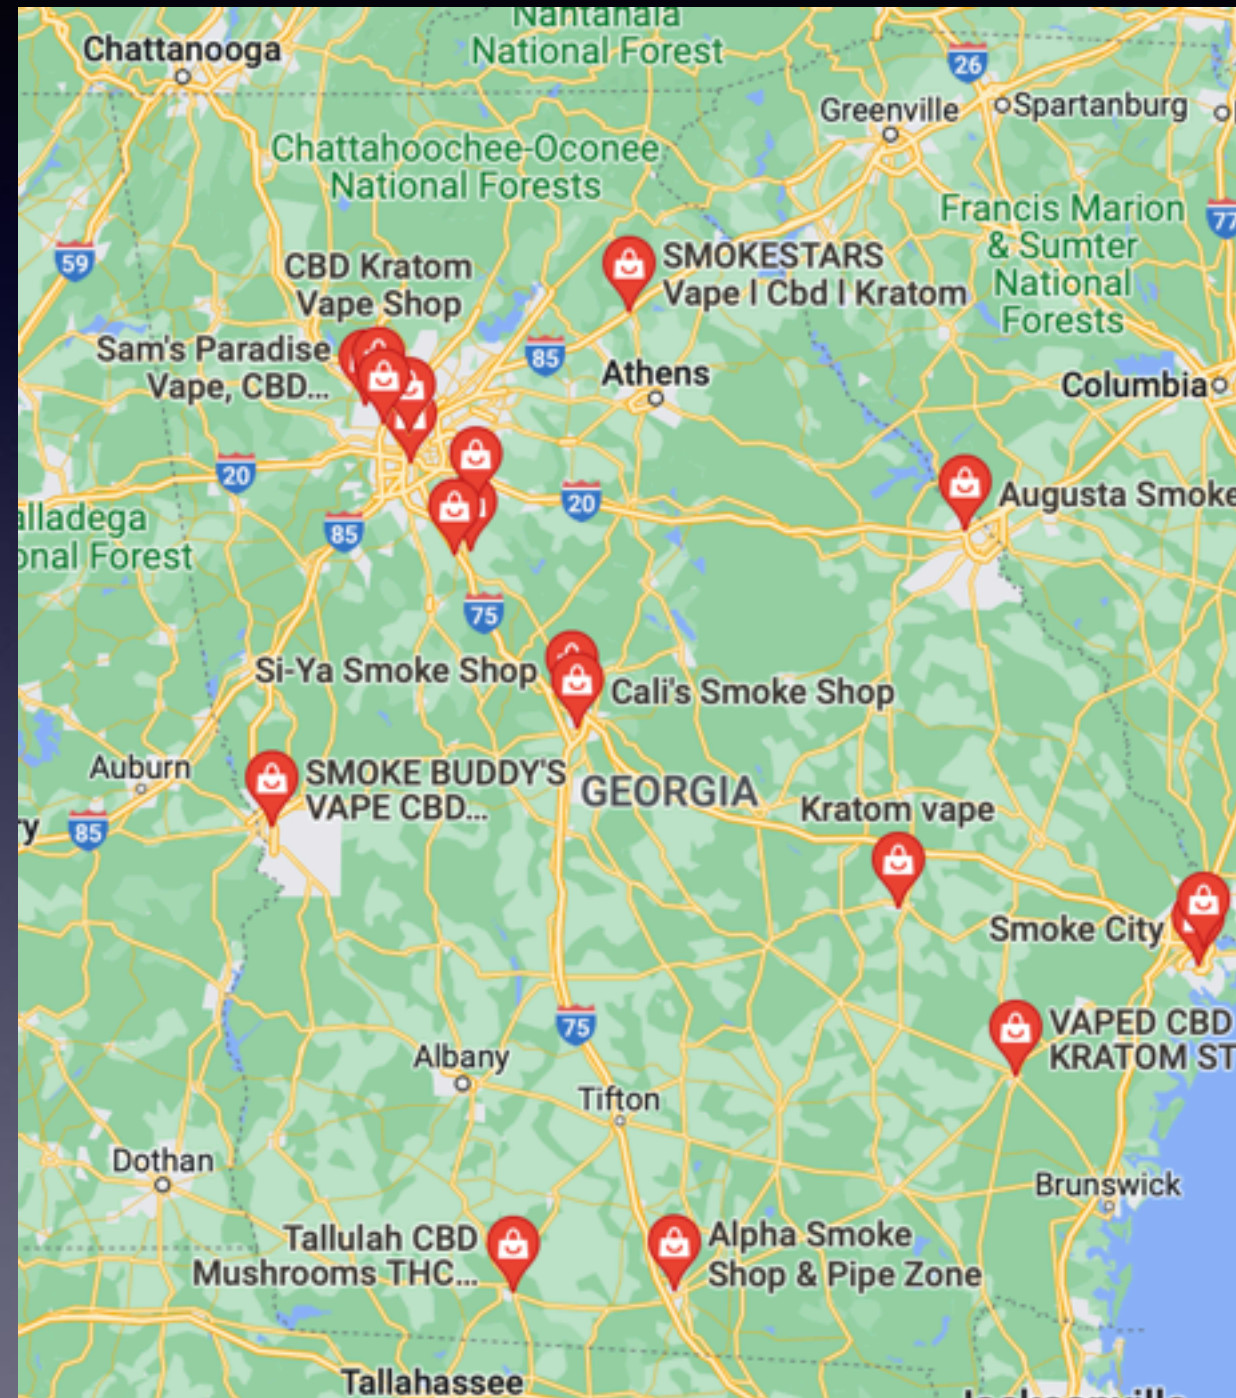 Nantahala
National Forest
Chattanooga
26
Greenville
Spartanburg
Chattahoochee-Oconee
National Forests
Francis Marion
& Sumter
National
Forests
77
59
CBD Kratom
Vape Shop
SMOKESTARS
Vape I Cbd I Kratom
Sam's Paradise
Vape, CBD...
85
Athens
Columbia
20
20
Augusta Smoke
alladega
onal Forest
85
75
Si-Ya Smoke Shop
Cali's Smoke Shop
Auburn
SMOKE BUDDY'S
VAPE CBD...
GEORGIA
Kratom vape
ry
85
Smoke City
75
VAPED CBD
KRATOM ST
Albany
Tifton
Dothan
Brunswick
Tallulah CBD
Mushrooms THC...
Alpha Smoke
Shop & Pipe Zone
Tallahassee